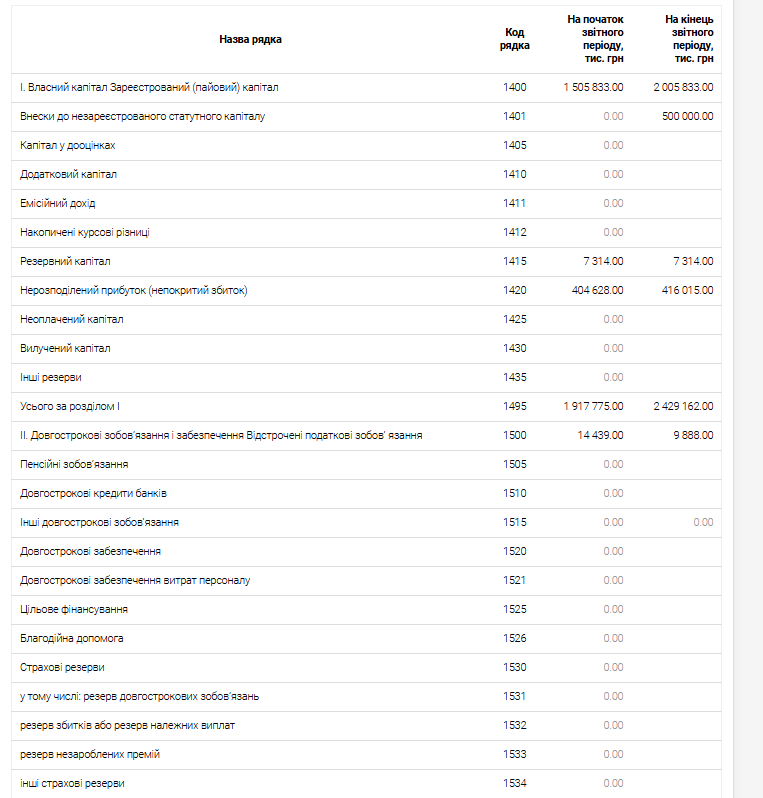 Назва рядка Код рядка На початок звітного періоду, тис. грн На кінець звітного періоду, тис. грн
І. Власний капітал Зареєстрований (пайовий) капітал 1400 1 505 833.00 2 005 833.00
Внески до незареєстрованого статутного капіталу 1401 0.00 500 000.00
Капітал у дооцінках 1405 0.00
Додатковий капітал 1410 0.00
Емісійний дохід 1411 0.00
Накопичені курсові різниці 1412 0.00
Резервний капітал 1415 7 314.00 7 314.00
Нерозподілений прибуток (непокритий збиток) 1420 404 628.00 416 015.00
Неоплачений капітал 1425 0.00
Вилучений капітал 1430 0.00
Інші резерви 1435 0.00
Усього за розділом І 1495 1 917 775.00 2 429 162.00
ІІ. Довгострокові зобов'язання і забезпечення Відстрочені податкові зобов' язання 1500 14 439.00 9 888.00
Пенсійні зобов'язання 1505 0.00
Довгострокові кредити банків 1510 0.00
Інші довгострокові зобов'язання 1515 0.00 0.00
Довгострокові забезпечення 1520 0.00
Довгострокові забезпечення витрат персоналу 1521 0.00
Цільове фінансування 1525 0.00
Благодійна допомога 1526 0.00
Страхові резерви 1530 0.00
у тому числі: резерв довгострокових зобов'язань 1531 0.00
резерв збитків або резерв належних виплат 1532 0.00
резерв незароблених премій 1533 0.00
інші страхові резерви 1534 0.00